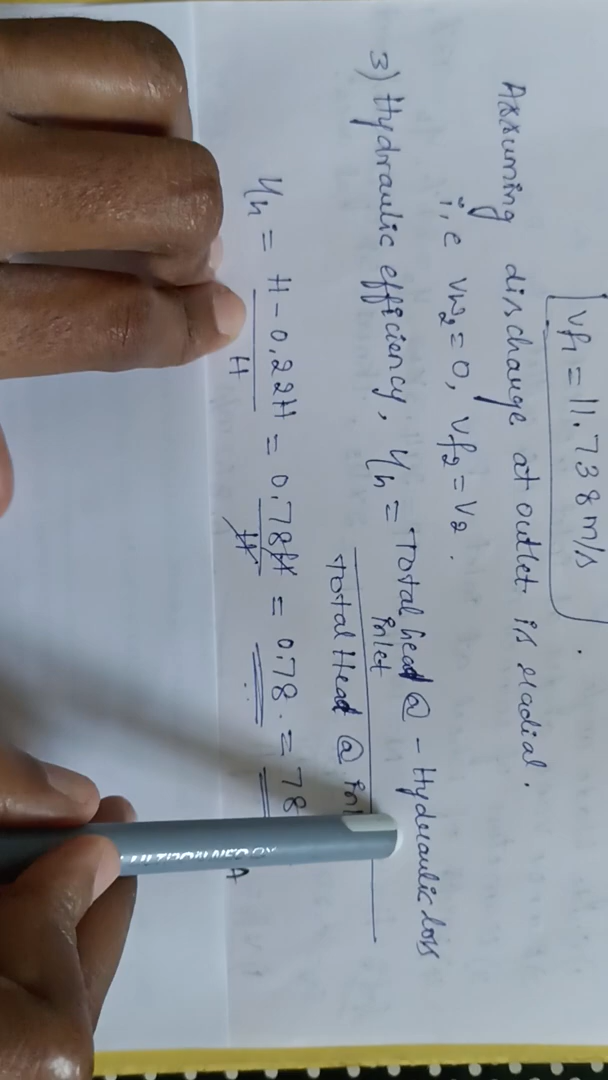 Vf1 = 11.738 m/s
Assuming discharge at outlet is radial.
i,e Vw2 = 0, Vf2 = V2.
3) Hydraulic efficiency, ηh = Total head @ inlet - Hydraulic loss
Total Head @
ηh = H - 0.22H / H = 0.78H / H = 0.78. = 78